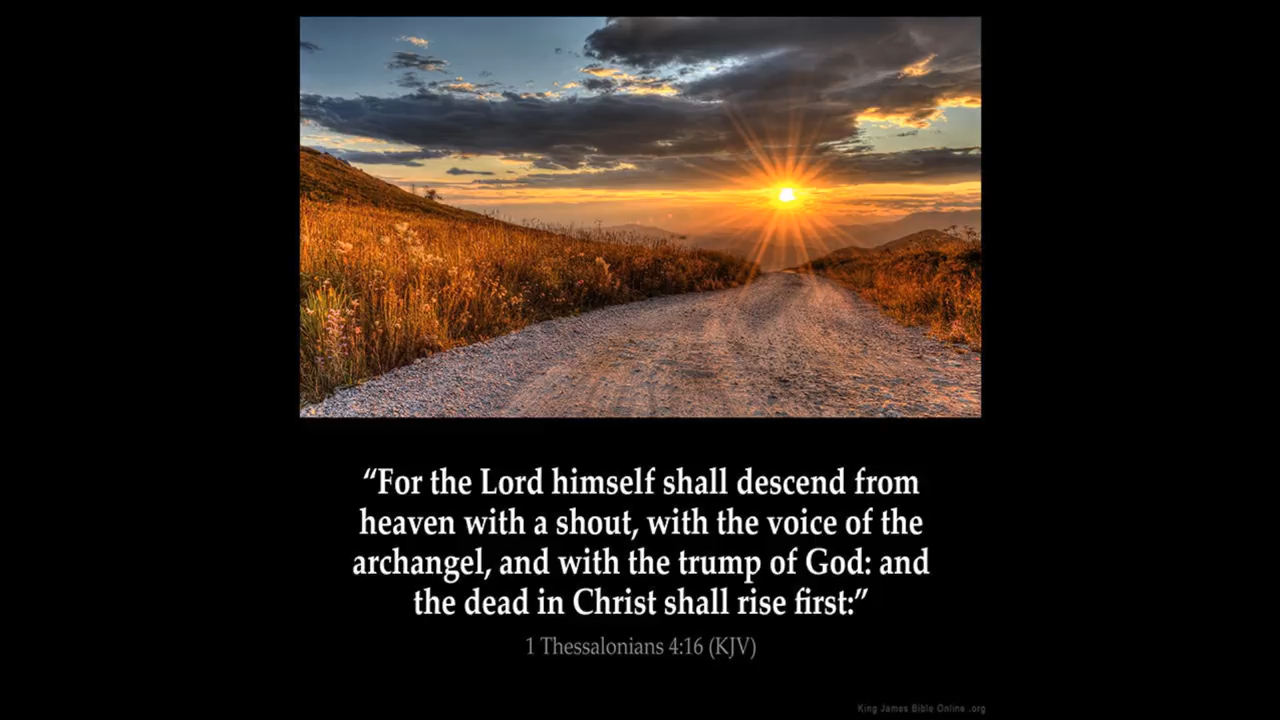 “For the Lord himself shall descend from
heaven with a shout, with the voice of the
archangel, and with the trump of God: and
the dead in Christ shall rise first:”
1 Thessalonians 4:16 (KJV)
King James Bible Online .org